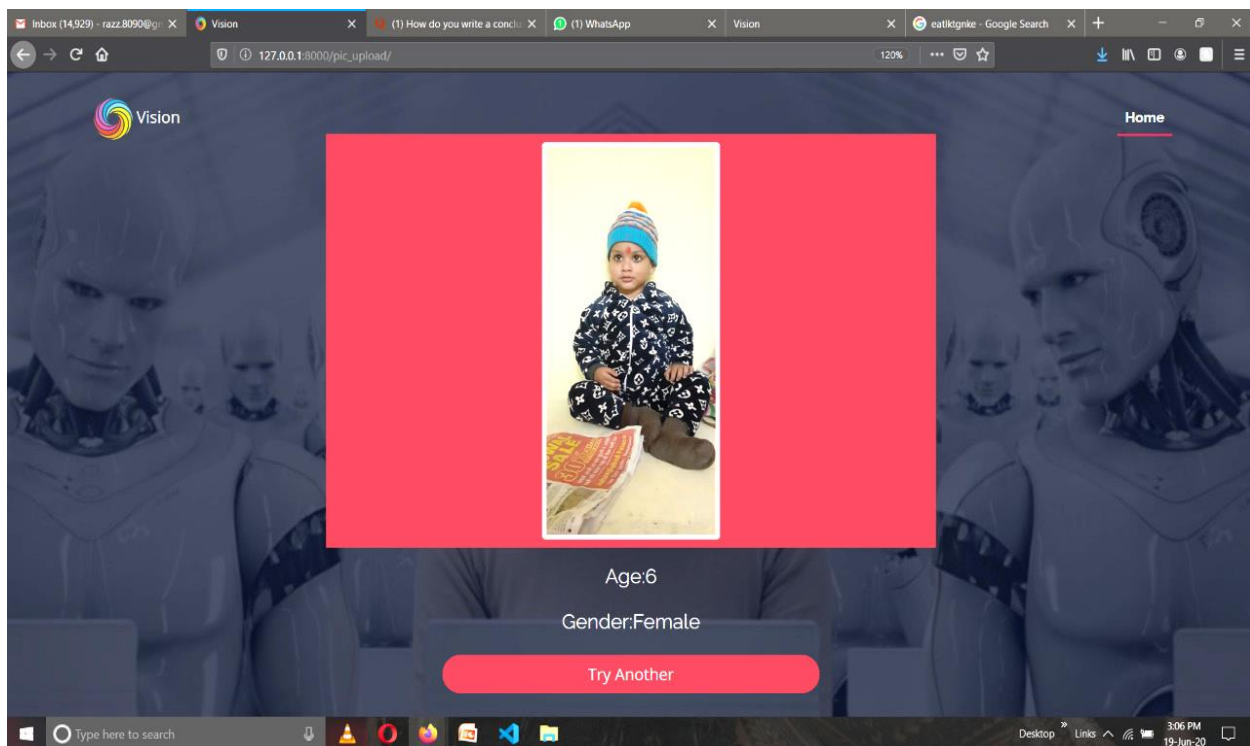 Inbox (14,929) - razz.8090@gn
Vision
(1) How do you write a conclu
(1) WhatsApp
Vision
eatlktgnke - Google Search
127.0.0.1:8000/pic_upload/
120%
Vision
Home
SALE
80
Age:6
Gender:Female
Try Another
Type here to search
Desktop
Links
3:06 PM
19-Jun-20